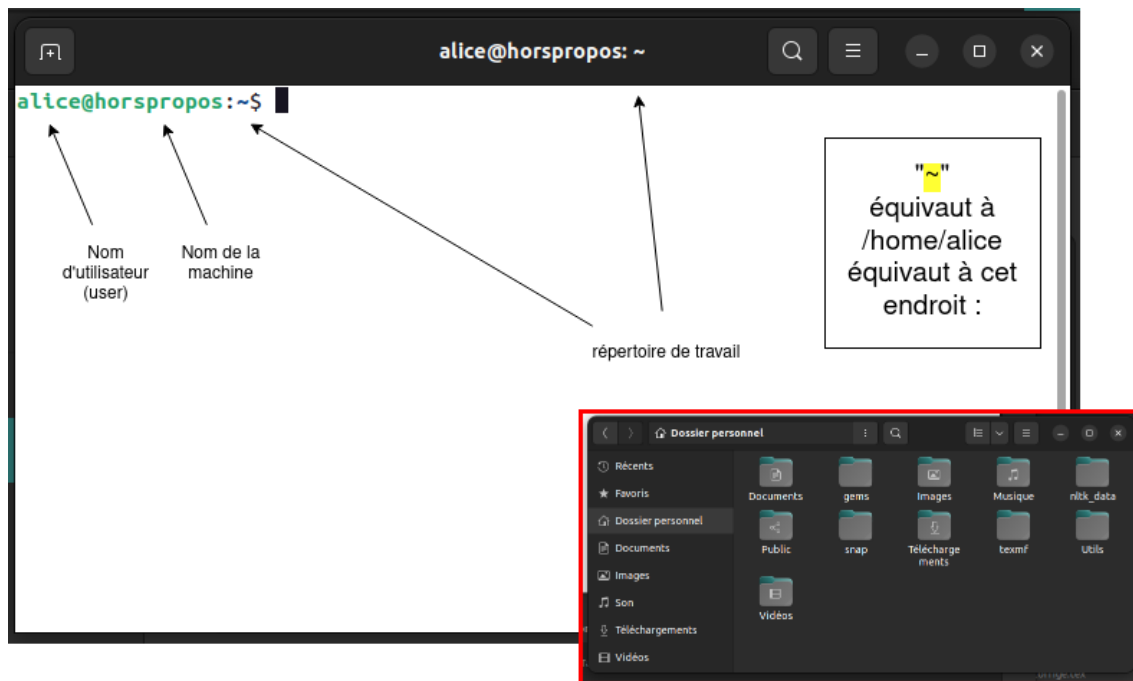 alice@horspropos: ~
alice@horspropos:~$
Nom
d'utilisateur
(user)
Nom de la
machine
répertoire de travail
"~"
équivaut à
/home/alice
équivaut à cet
endroit :
Dossier personnel
Récents
Favoris
Dossier personnel
Documents
Images
Son
Téléchargements
Vidéos
Documents
gems
Images
Musique
nltk_data
Public
snap
Télécharge
ments
texmf
Utils
Vidéos